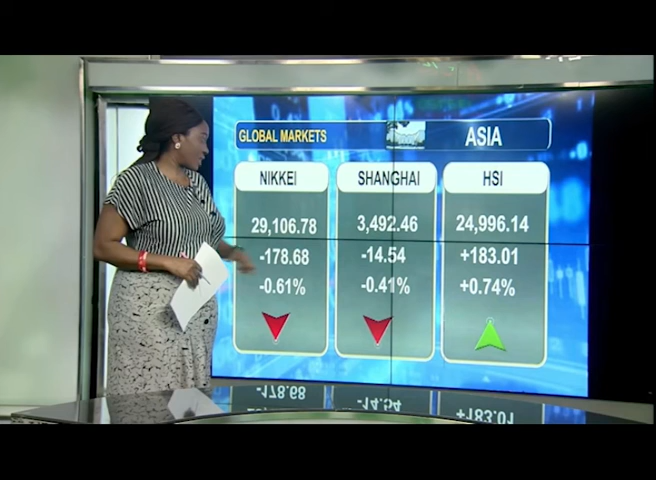 GLOBAL MARKETS
ASIA
NIKKEI
29,106.78
-178.68
-0.61%
SHANGHAI
3,492.46
-14.54
-0.41%
HSI
24,996.14
+183.01
+0.74%